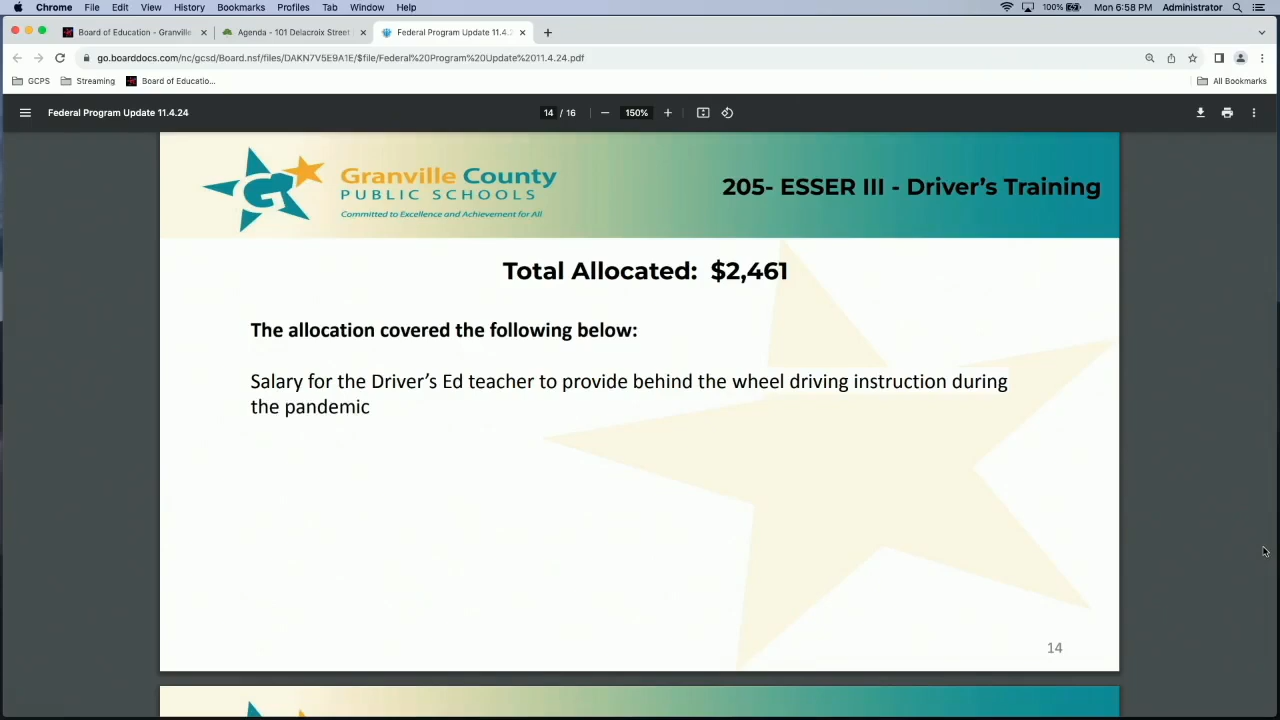 Chrome File Edit View History Bookmarks Profiles Tab Window Help 100% Mon 6:58 PM Administrator
Board of Education - Granville Agenda - 101 Delacroix Street Federal Program Update 11.4.2
go.boarddocs.com/nc/gcsd/Board.nsf/files/DAKN7V5E9A1E/$file/Federal%20Program%20Update%2011.4.24.pdf
GCPS Streaming Board of Educatio... All Bookmarks
Federal Program Update 11.4.24 14 / 16 150%
Granville County
PUBLIC SCHOOLS
Committed to Excellence and Achievement for All
205- ESSER III - Driver's Training
Total Allocated: $2,461
The allocation covered the following below:
Salary for the Driver's Ed teacher to provide behind the wheel driving instruction during
the pandemic
14